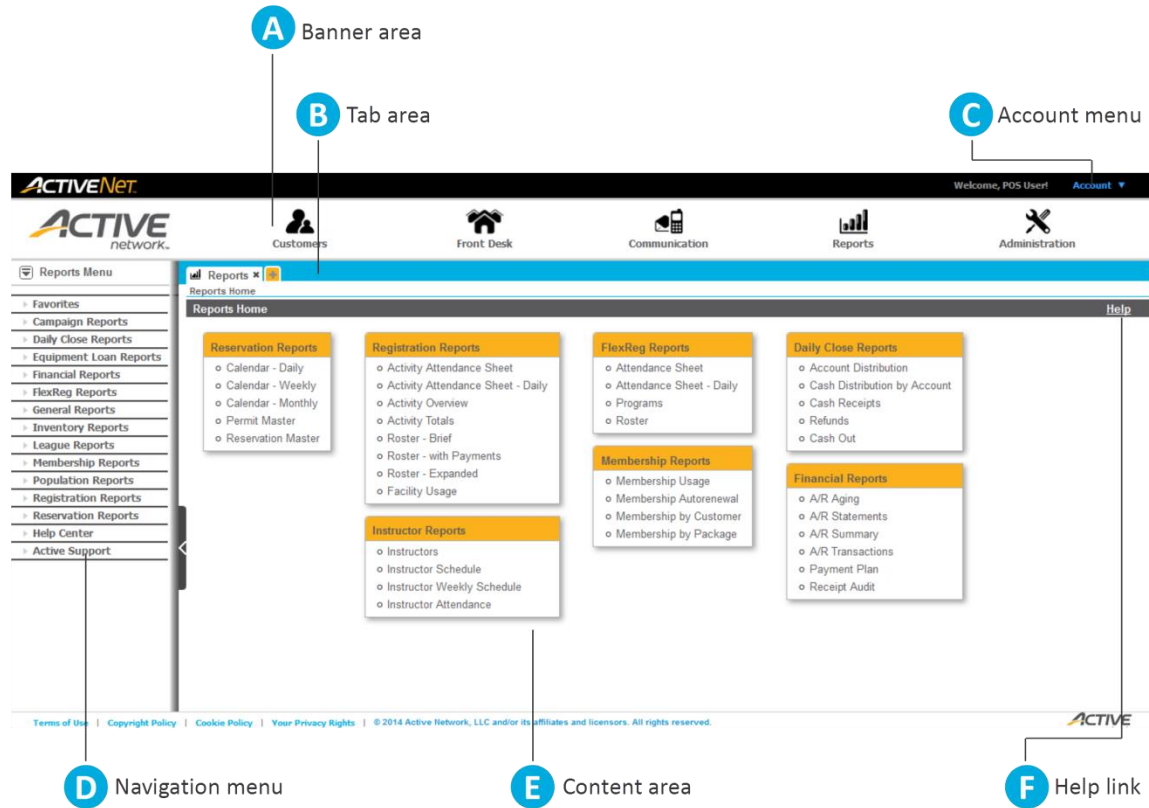 A Banner area
B Tab area
C Account menu
ACTIVENet
Welcome, POS User! Account ▼
ACTIVE
network
Customers
Front Desk
Communication
Reports
Administration
Reports Menu
Favorites
Campaign Reports
Daily Close Reports
Equipment Loan Reports
Financial Reports
FlexReg Reports
General Reports
Inventory Reports
League Reports
Membership Reports
Population Reports
Registration Reports
Reservation Reports
Help Center
Active Support
Reports
Reports Home
Reports Home
Help
Reservation Reports
Calendar - Daily
Calendar - Weekly
Calendar - Monthly
Permit Master
Reservation Master
Registration Reports
Activity Attendance Sheet
Activity Attendance Sheet - Daily
Activity Overview
Activity Totals
Roster - Brief
Roster - with Payments
Roster - Expanded
Facility Usage
Instructor Reports
Instructors
Instructor Schedule
Instructor Weekly Schedule
Instructor Attendance
FlexReg Reports
Attendance Sheet
Attendance Sheet - Daily
Programs
Roster
Membership Reports
Membership Usage
Membership Autorenewal
Membership by Customer
Membership by Package
Daily Close Reports
Account Distribution
Cash Distribution by Account
Cash Receipts
Refunds
Cash Out
Financial Reports
A/R Aging
A/R Statements
A/R Summary
A/R Transactions
Payment Plan
Receipt Audit
Terms of Use | Copyright Policy | Cookie Policy | Your Privacy Rights | © 2014 Active Network, LLC and/or its affiliates and licensors. All rights reserved.
ACTIVE
D Navigation menu
E Content area
F Help link